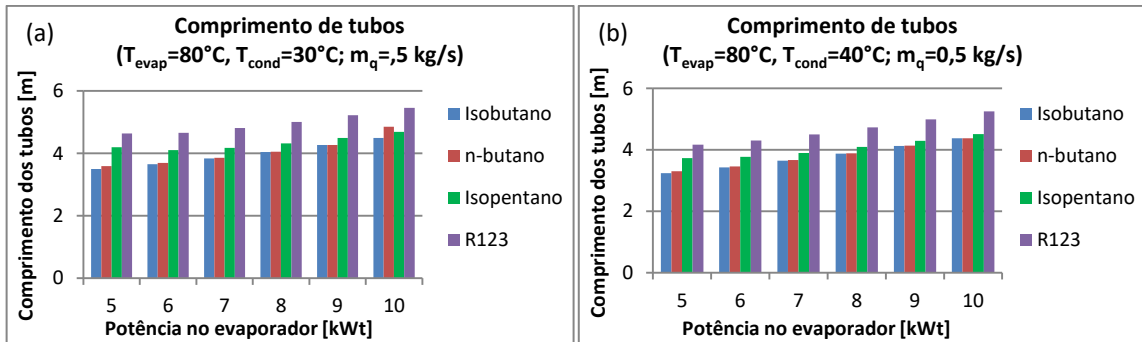 (a)
Comprimento de tubos
(Tevap=80°C, Tcond=30°C; mq=,5 kg/s)
Comprimento dos tubos [m]
6
4
2
0
5 6 7 8 9 10
Potência no evaporador [kWt]
Isobutano
n-butano
Isopentano
R123
(b)
Comprimento de tubos
(Tevap=80°C, Tcond=40°C; mq=0,5 kg/s)
Comprimento dos tubos [m]
6
4
2
0
5 6 7 8 9 10
Potência no evaporador [kWt]
Isobutano
n-butano
Isopentano
R123